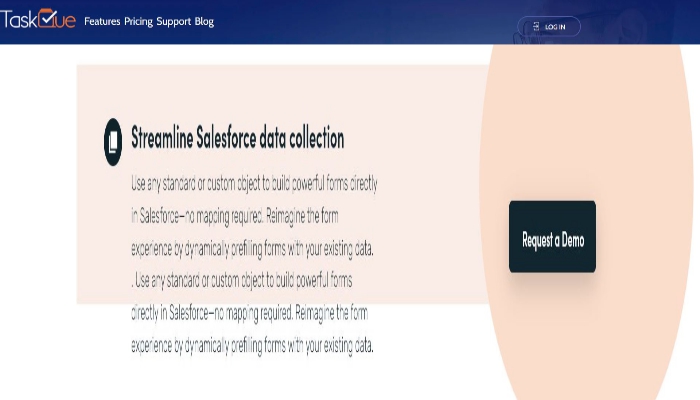 TaskQue
Features Pricing Support Blog
LOG IN
Streamline Salesforce data collection
Use any standard or custom object to build powerful forms directly
in Salesforce—no mapping required. Reimagine the form
experience by dynamically prefilling forms with your existing data.
. Use any standard or custom object to build powerful forms
directly in Salesforce—no mapping required. Reimagine the form
experience by dynamically prefilling forms with your existing data.
Request a Demo